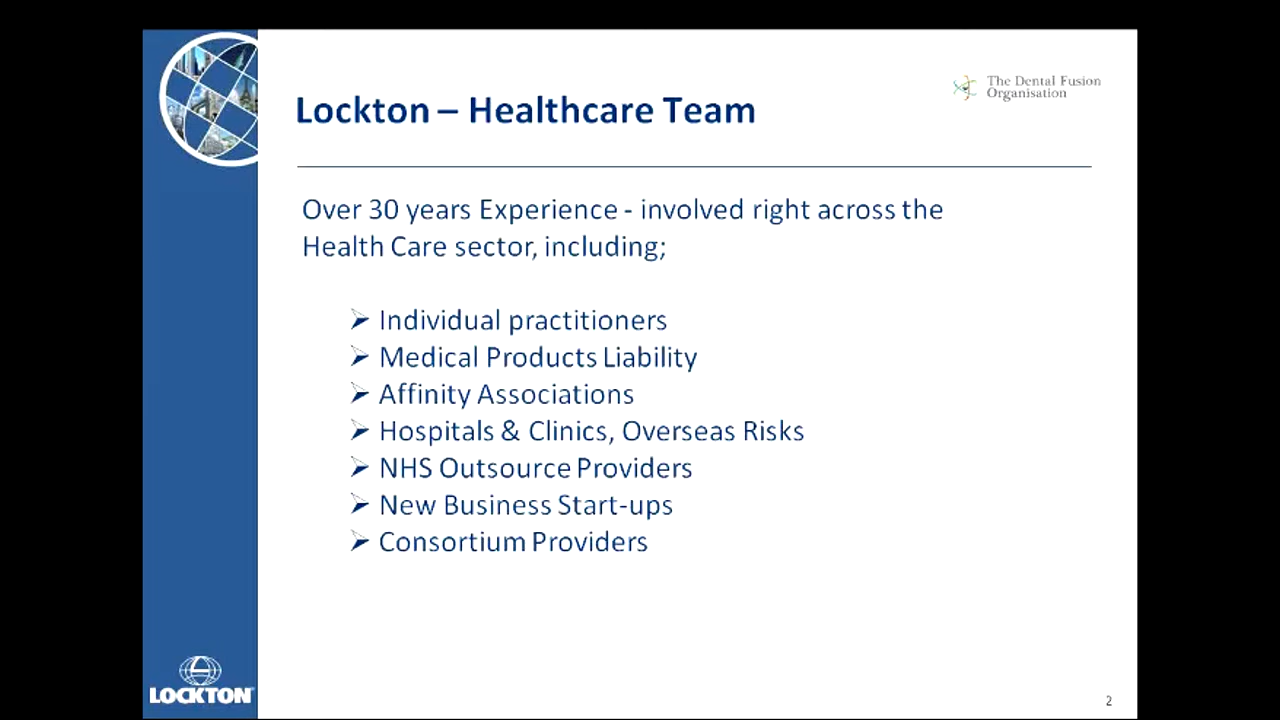 The Dental Fusion
Organisation
Lockton – Healthcare Team
Over 30 years Experience - involved right across the
Health Care sector, including;
➢ Individual practitioners
➢ Medical Products Liability
➢ Affinity Associations
➢ Hospitals & Clinics, Overseas Risks
➢ NHS Outsource Providers
➢ New Business Start-ups
➢ Consortium Providers
LOCKTON
2